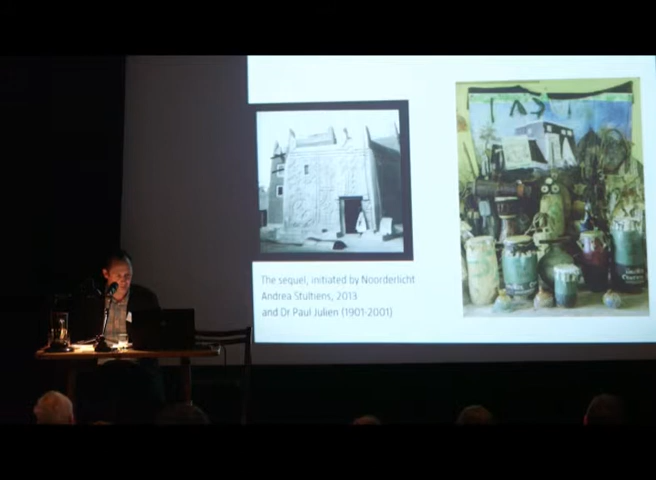 The sequel, initiated by Noorderlicht
Andrea Stultiens, 2013
and Dr Paul Julien (1901-2001)